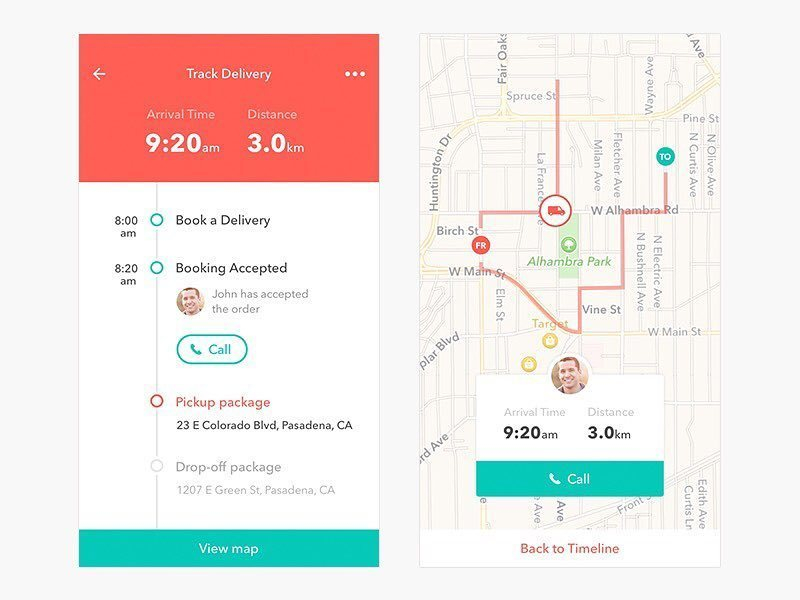 Track Delivery
Arrival Time
Distance
9:20am
3.0km
8:00
am
Book a Delivery
8:20
am
Booking Accepted
John has accepted
the order
Call
Pickup package
23 E Colorado Blvd, Pasadena, CA
Drop-off package
1207 E Green St, Pasadena, CA
View map
Fair Oaks
Spruce St
Wayne Ave
Pine St
Huntington Dr
La France
Milan Ave
Fletcher Ave
TO
N Curtis Ave
N Olive Ave
W Alhambra Rd
Birch St
FR
Alhambra Park
W Main St
Elm St
N Bushnell Ave
N Electric Ave
Vine St
Target
W Main St
plar Blvd
Arrival Time
Distance
9:20am
3.0km
Call
Edith Ave
Curtis Ln
Front
Ave
Back to Timeline